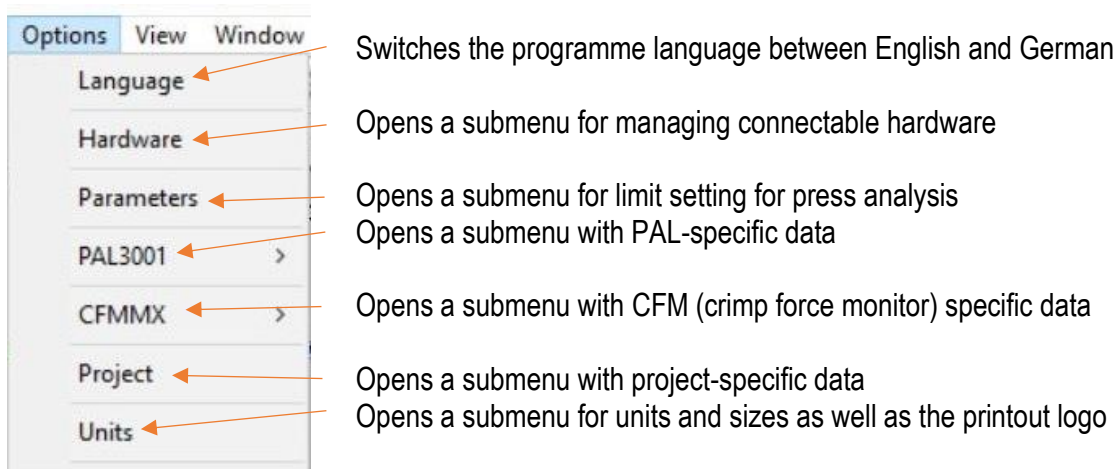 Options View Window
Language
Switches the programme language between English and German
Hardware
Opens a submenu for managing connectable hardware
Parameters
Opens a submenu for limit setting for press analysis
PAL3001 >
Opens a submenu with PAL-specific data
CFMMX >
Opens a submenu with CFM (crimp force monitor) specific data
Project
Opens a submenu with project-specific data
Units
Opens a submenu for units and sizes as well as the printout logo